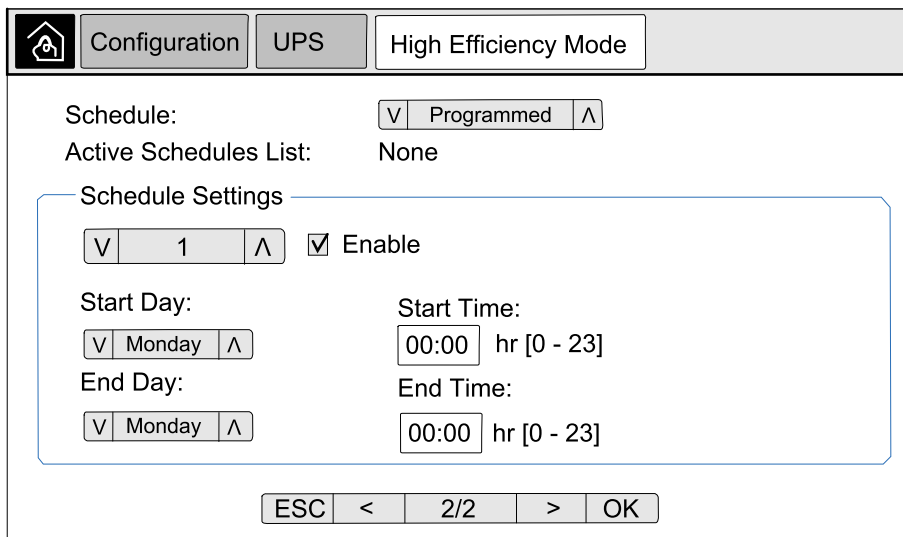 Configuration UPS High Efficiency Mode
Schedule: V Programmed Λ
Active Schedules List: None
Schedule Settings
V 1 Λ Enable
Start Day: Start Time:
V Monday Λ 00:00 hr [0 - 23]
End Day: End Time:
V Monday Λ 00:00 hr [0 - 23]
ESC < 2/2 > OK